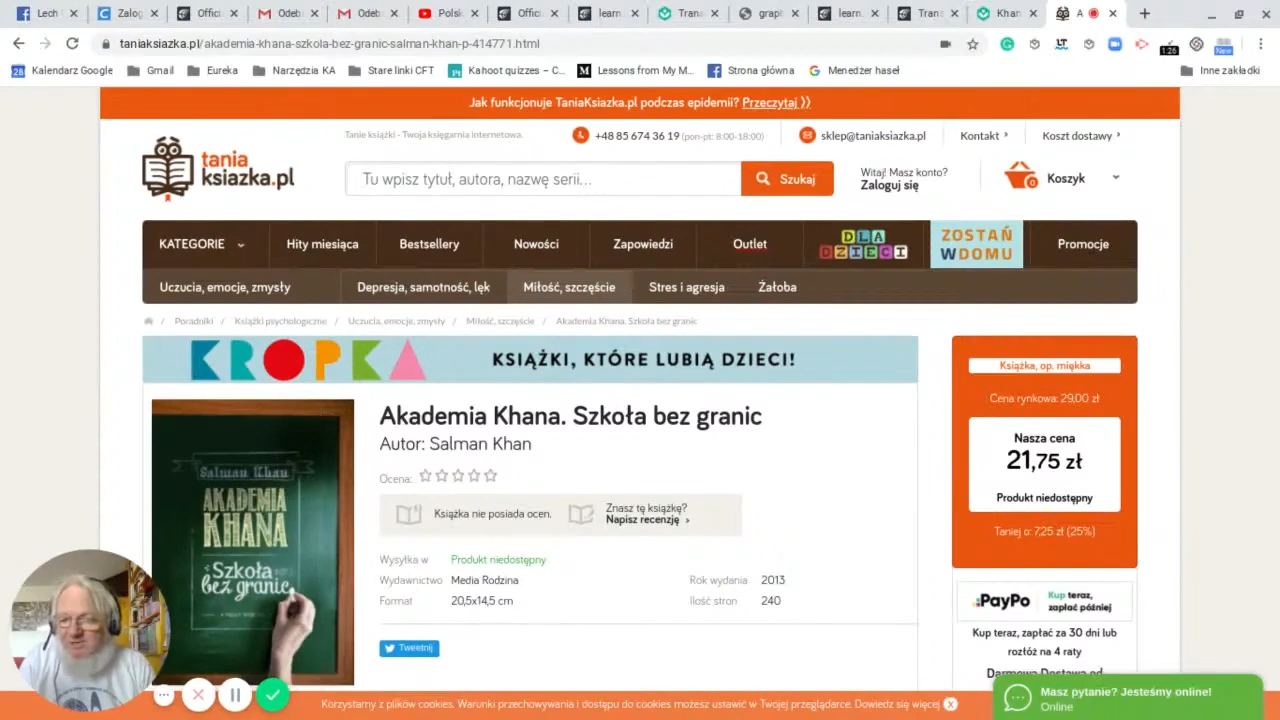 Lech
Zalog
Offici
Odeb
Odeb
Polsk
Offici
learn
Trans
graph
learn.
Trans
Khan
A
taniaksiazka.pl/akademia-khana-szkola-bez-granic-salman-khan-p-414771.html
1:26
New
28 Kalendarz Google
Gmail
Eureka
Narzędzia KA
Stare linki CFT
Kahoot quizzes – C...
M Lessons from My M...
Strona główna
Menedżer haseł
Inne zakładki
Jak funkcjonuje TaniaKsiazka.pl podczas epidemii? Przeczytaj ⟩⟩
Tanie książki - Twoja księgarnia internetowa.
+48 85 674 36 19 (pon-pt: 8:00-18:00)
sklep@taniaksiazka.pl
Kontakt
Koszt dostawy
tania
ksiazka.pl
Tu wpisz tytuł, autora, nazwę serii...
Szukaj
Witaj! Masz konto?
Zaloguj się
0
Koszyk
KATEGORIE
Hity miesiąca
Bestsellery
Nowości
Zapowiedzi
Outlet
DLA
DZIECI
ZOSTAŃ
WDOMU
Promocje
Uczucia, emocje, zmysły
Depresja, samotność, lęk
Miłość, szczęście
Stres i agresja
Żałoba
/ Poradniki / Książki psychologiczne / Uczucia, emocje, zmysły / Miłość, szczęście / Akademia Khana. Szkoła bez granic
KROPKA
KSIĄŻKI, KTÓRE LUBIĄ DZIECI!
Salman Khan
AKADEMIA
KHANA
Szkoła
bez granic
Akademia Khana. Szkoła bez granic
Autor: Salman Khan
Ocena:
Książka nie posiada ocen.
Znasz tę książkę?
Napisz recenzję ›
Wysyłka w Produkt niedostępny
Wydawnictwo Media Rodzina
Rok wydania 2013
Format 20,5x14,5 cm
Ilość stron 240
Tweetnij
Książka, op. miękka
Cena rynkowa: 29,00 zł
Nasza cena
21,75 zł
Produkt niedostępny
Taniej o: 7,25 zł (25%)
PayPo
Kup teraz,
zapłać później
Kup teraz, zapłać za 30 dni lub
rozłóż na 4 raty
Darmowa Dostawa od
Masz pytanie? Jesteśmy online!
Online
Korzystamy z plików cookies. Warunki przechowywania i dostępu do cookies możesz ustawić w Twojej przeglądarce. Dowiedz się więcej X